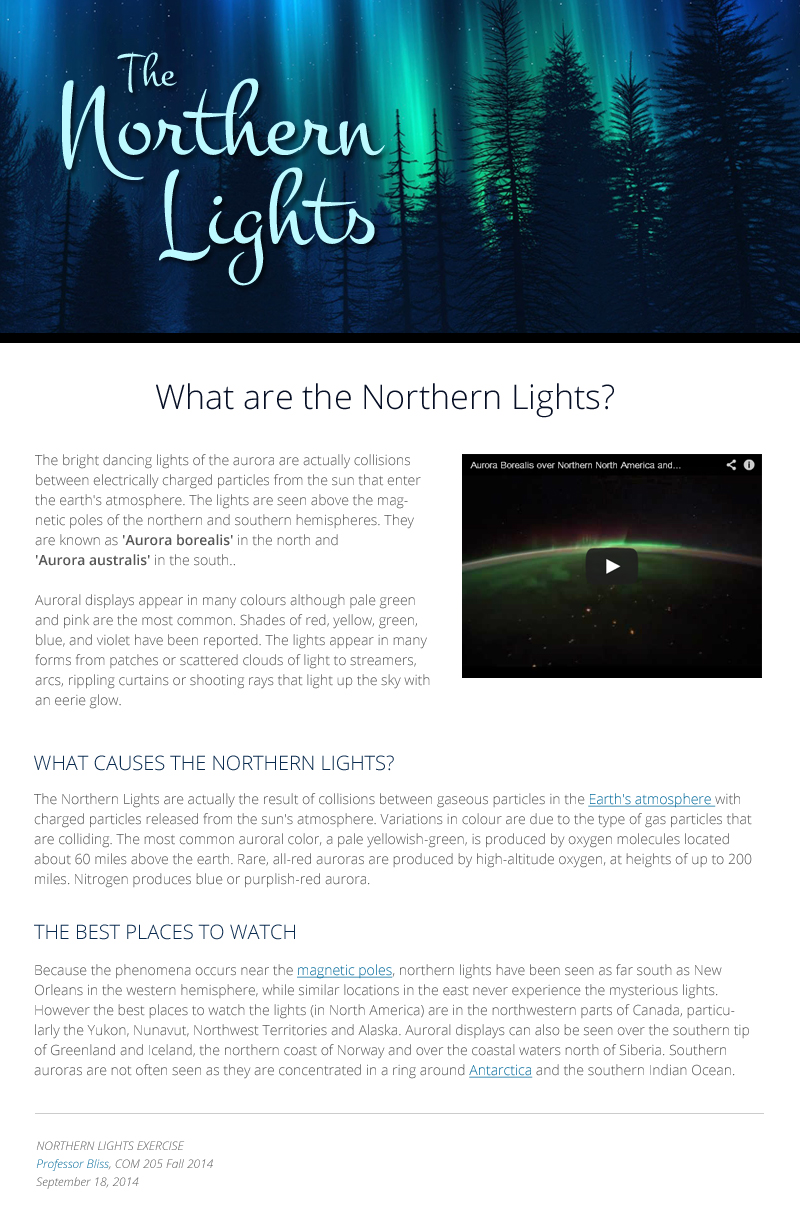 The
Northern
Lights
What are the Northern Lights?
The bright dancing lights of the aurora are actually collisions
between electrically charged particles from the sun that enter
the earth's atmosphere. The lights are seen above the mag-
netic poles of the northern and southern hemispheres. They
are known as 'Aurora borealis' in the north and
'Aurora australis' in the south..
Auroral displays appear in many colours although pale green
and pink are the most common. Shades of red, yellow, green,
blue, and violet have been reported. The lights appear in many
forms from patches or scattered clouds of light to streamers,
arcs, rippling curtains or shooting rays that light up the sky with
an eerie glow.
Aurora Borealis over Northern North America and...
WHAT CAUSES THE NORTHERN LIGHTS?
The Northern Lights are actually the result of collisions between gaseous particles in the Earth's atmosphere with
charged particles released from the sun's atmosphere. Variations in colour are due to the type of gas particles that
are colliding. The most common auroral color, a pale yellowish-green, is produced by oxygen molecules located
about 60 miles above the earth. Rare, all-red auroras are produced by high-altitude oxygen, at heights of up to 200
miles. Nitrogen produces blue or purplish-red aurora.
THE BEST PLACES TO WATCH
Because the phenomena occurs near the magnetic poles, northern lights have been seen as far south as New
Orleans in the western hemisphere, while similar locations in the east never experience the mysterious lights.
However the best places to watch the lights (in North America) are in the northwestern parts of Canada, particu-
larly the Yukon, Nunavut, Northwest Territories and Alaska. Auroral displays can also be seen over the southern tip
of Greenland and Iceland, the northern coast of Norway and over the coastal waters north of Siberia. Southern
auroras are not often seen as they are concentrated in a ring around Antarctica and the southern Indian Ocean.
NORTHERN LIGHTS EXERCISE
Professor Bliss, COM 205 Fall 2014
September 18, 2014